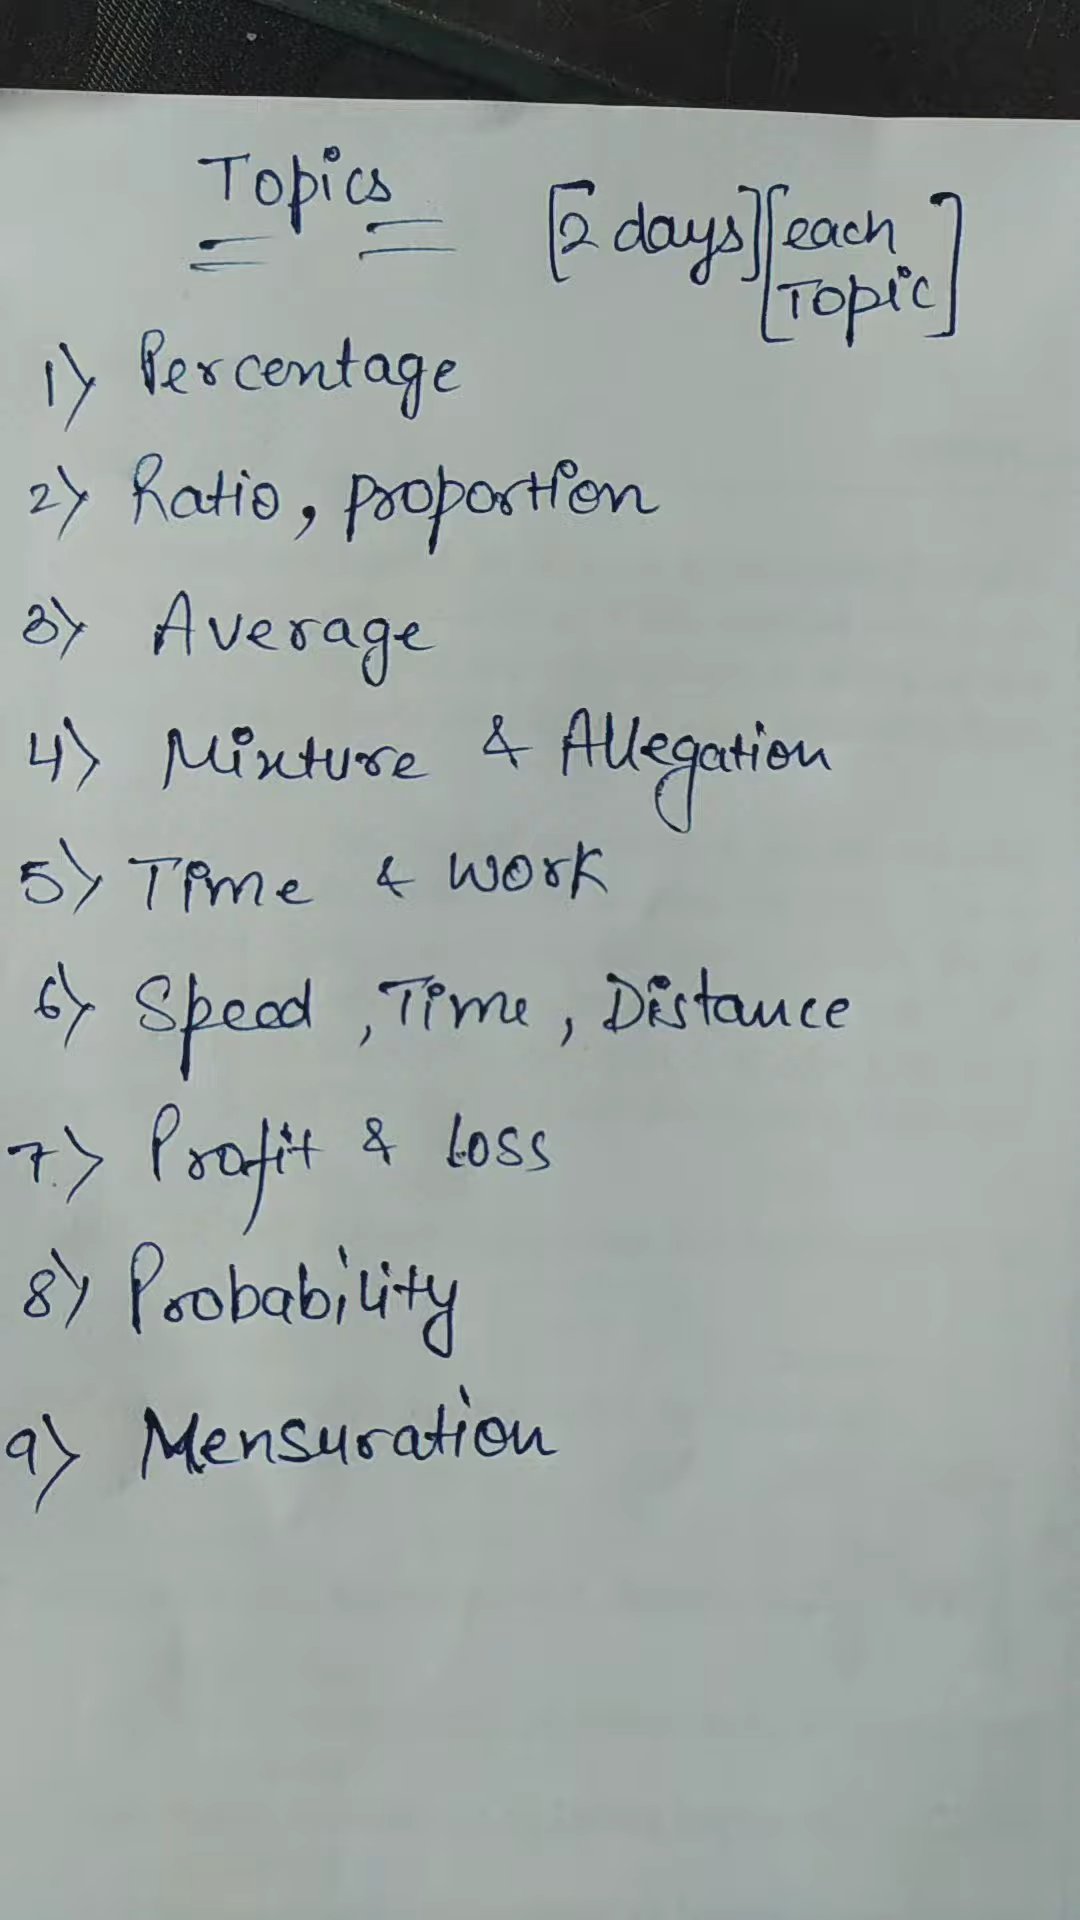 Topics [2 days] [each Topic]
1) Percentage
2) Ratio, proportion
3) Average
4) Mixture & Allegation
5) Time & work
6) Speed, Time, Distance
7) Profit & Loss
8) Probability
9) Mensuration